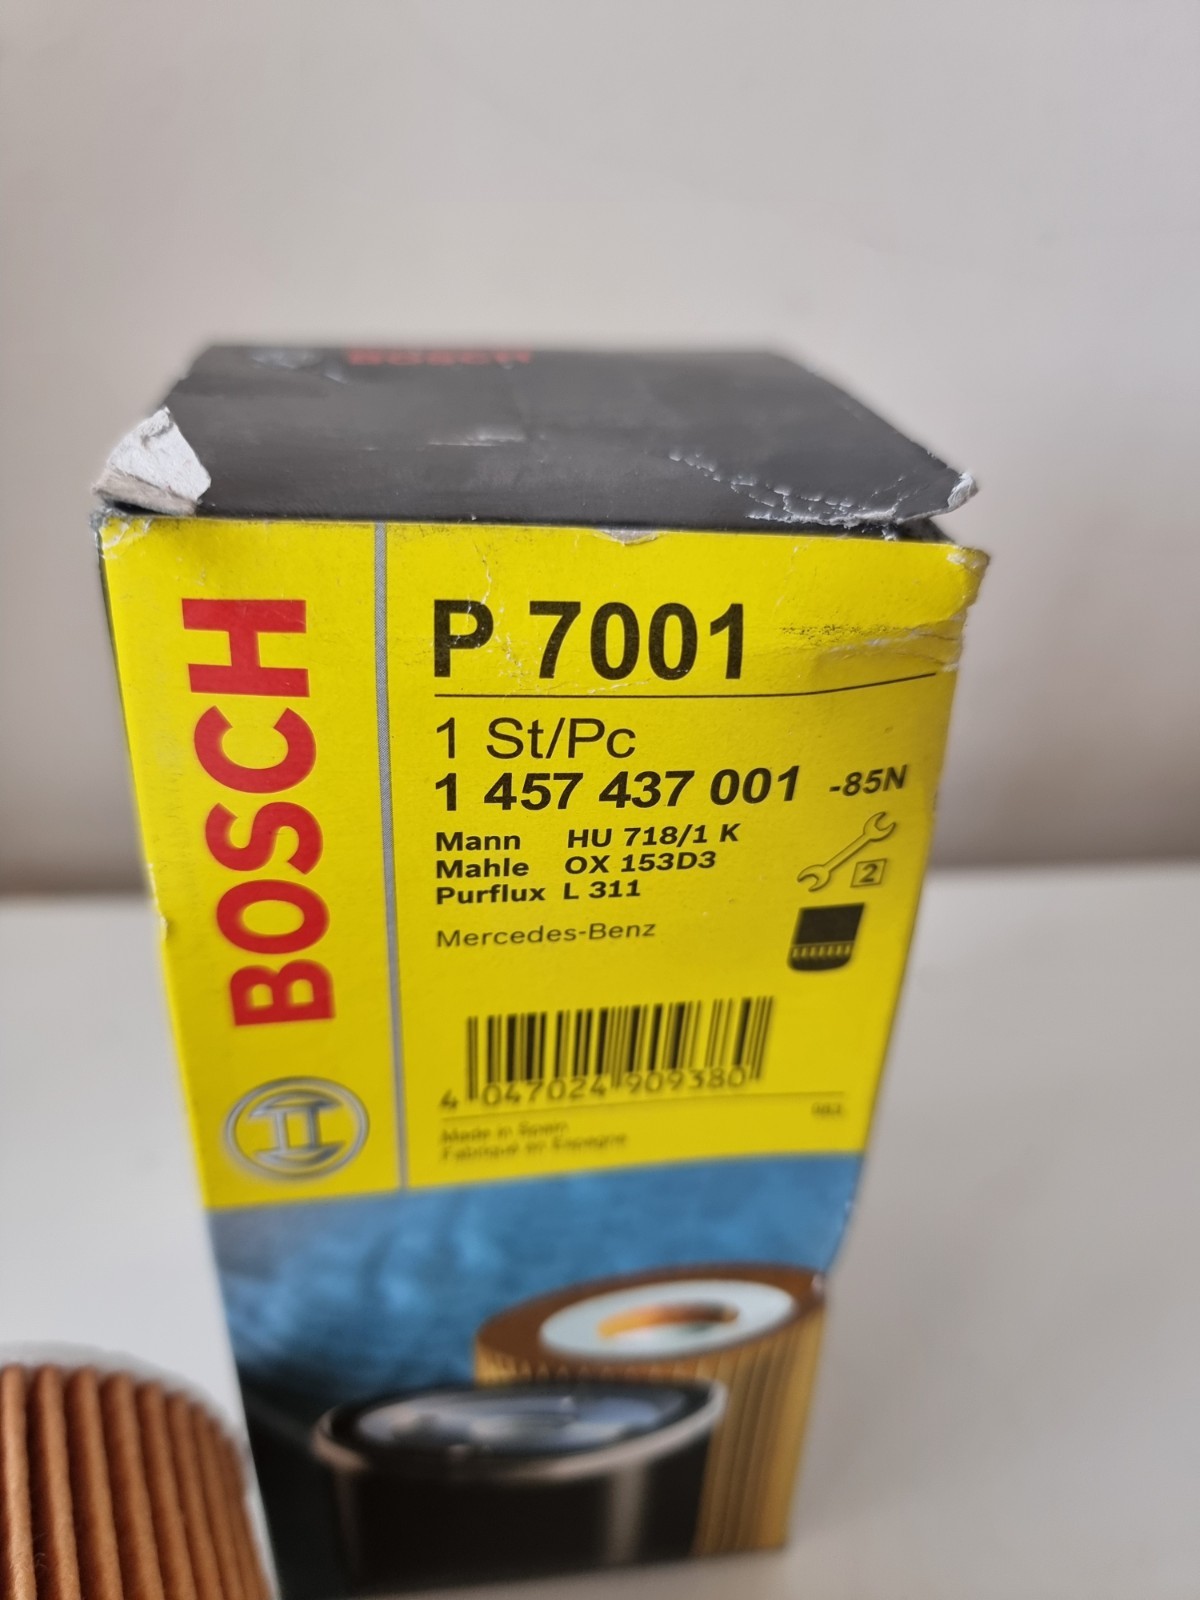 BOSCH
BOSCH
P 7001
1 St/Pc
1 457 437 001 -85N
Mann HU 718/1 K
Mahle OX 153D3
Purflux L 311
2
Mercedes-Benz
4 047024 909380
Made in Spain
Fabriqué en Espagne